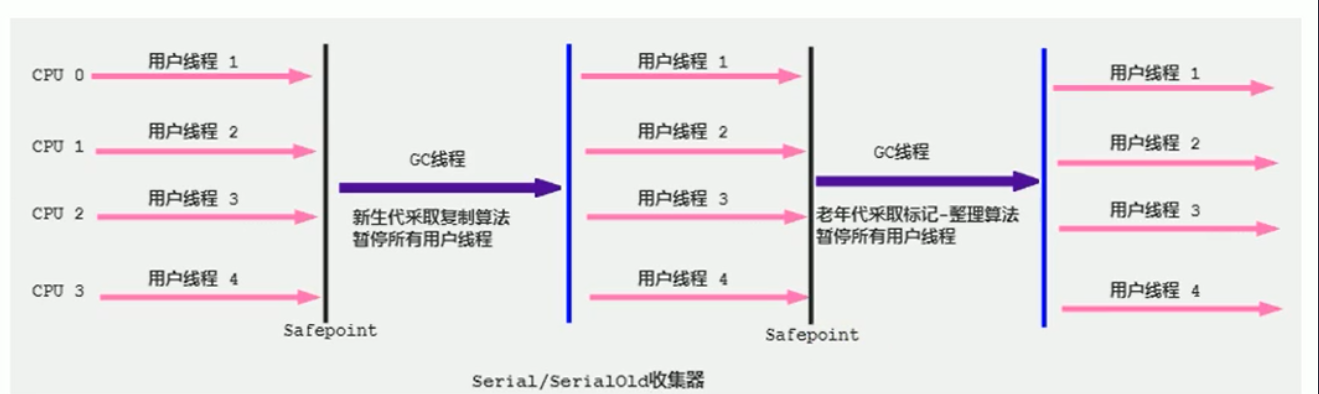 CPU 0
用户线程 1
用户线程 1
用户线程 1
CPU 1
用户线程 2
用户线程 2
用户线程 2
CPU 2
用户线程 3
用户线程 3
用户线程 3
CPU 3
用户线程 4
用户线程 4
用户线程 4
GC线程
新生代采取复制算法
暂停所有用户线程
GC线程
老年代采取标记-整理算法
暂停所有用户线程
Safepoint
Safepoint
Serial/SerialOld收集器